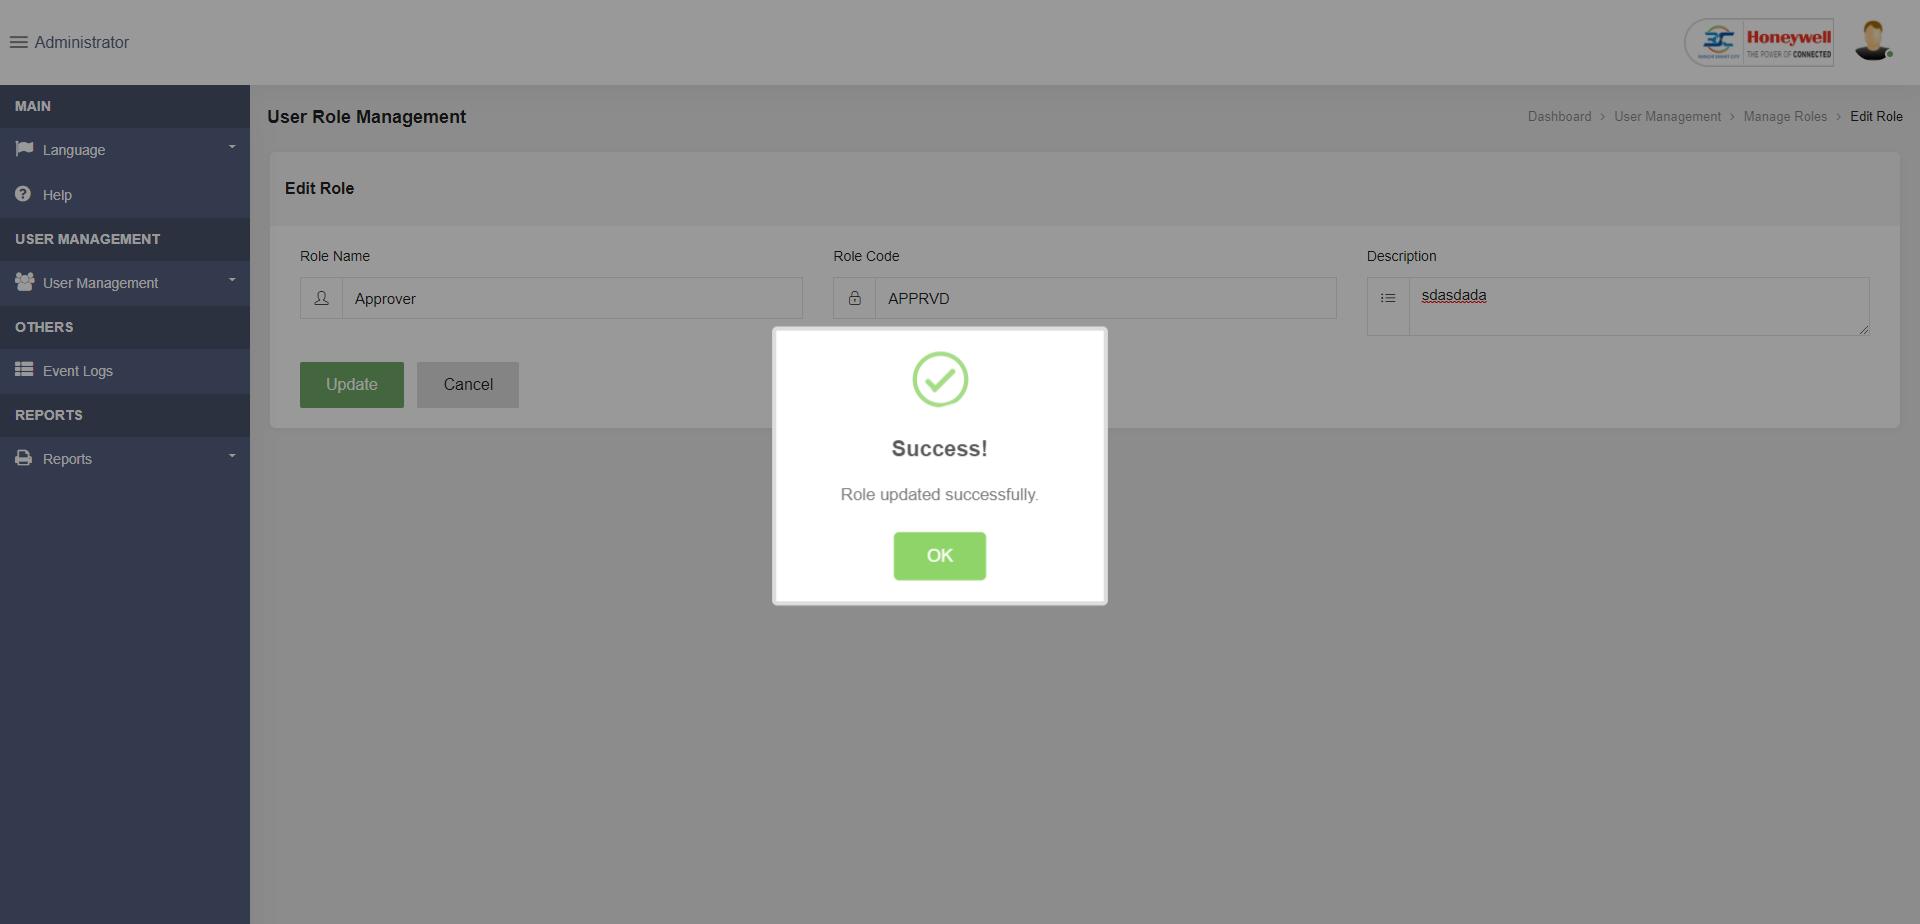 Administrator
Honeywell
THE POWER OF CONNECTED
MAIN
Language
Help
USER MANAGEMENT
User Management
OTHERS
Event Logs
REPORTS
Reports
User Role Management
Dashboard > User Management > Manage Roles > Edit Role
Edit Role
Role Name
Role Code
Description
Approver
APPRVD
sdasdada
Update
Cancel
Success!
Role updated successfully.
OK